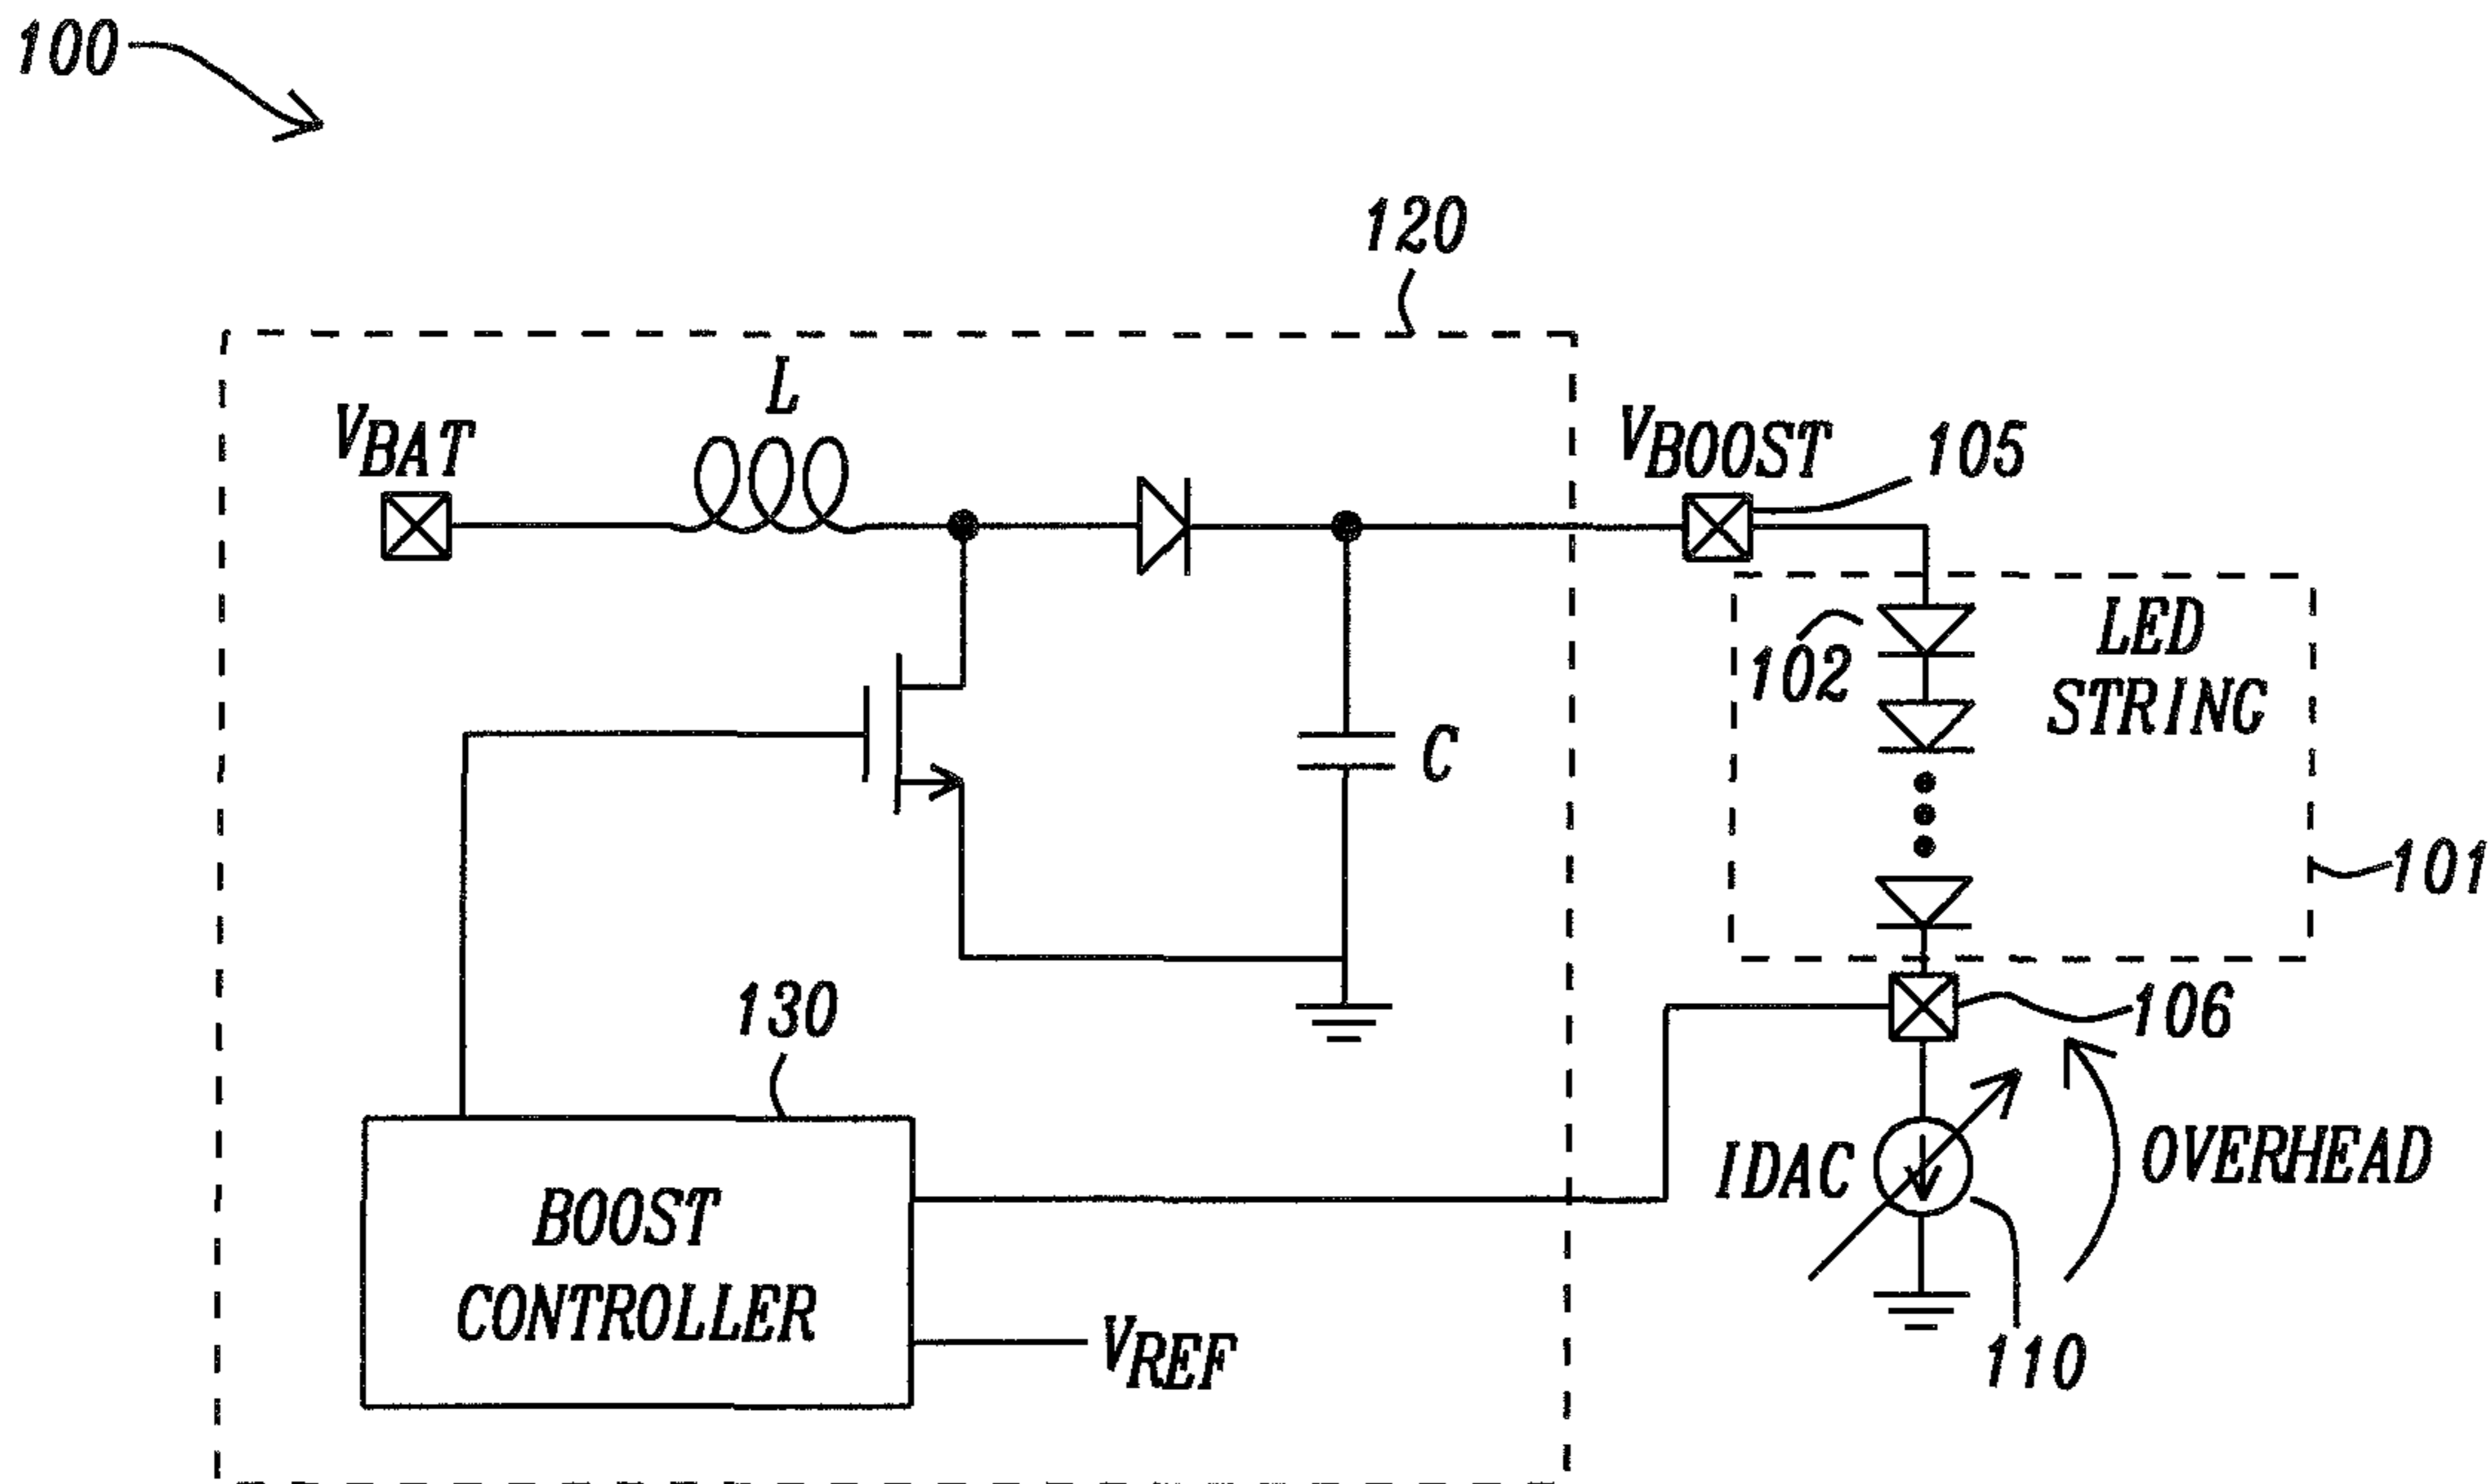 100
120
L
VBAT
VBOOST
105
102
LED
STRING
C
101
130
106
IDAC
OVERHEAD
BOOST
CONTROLLER
VREF
110